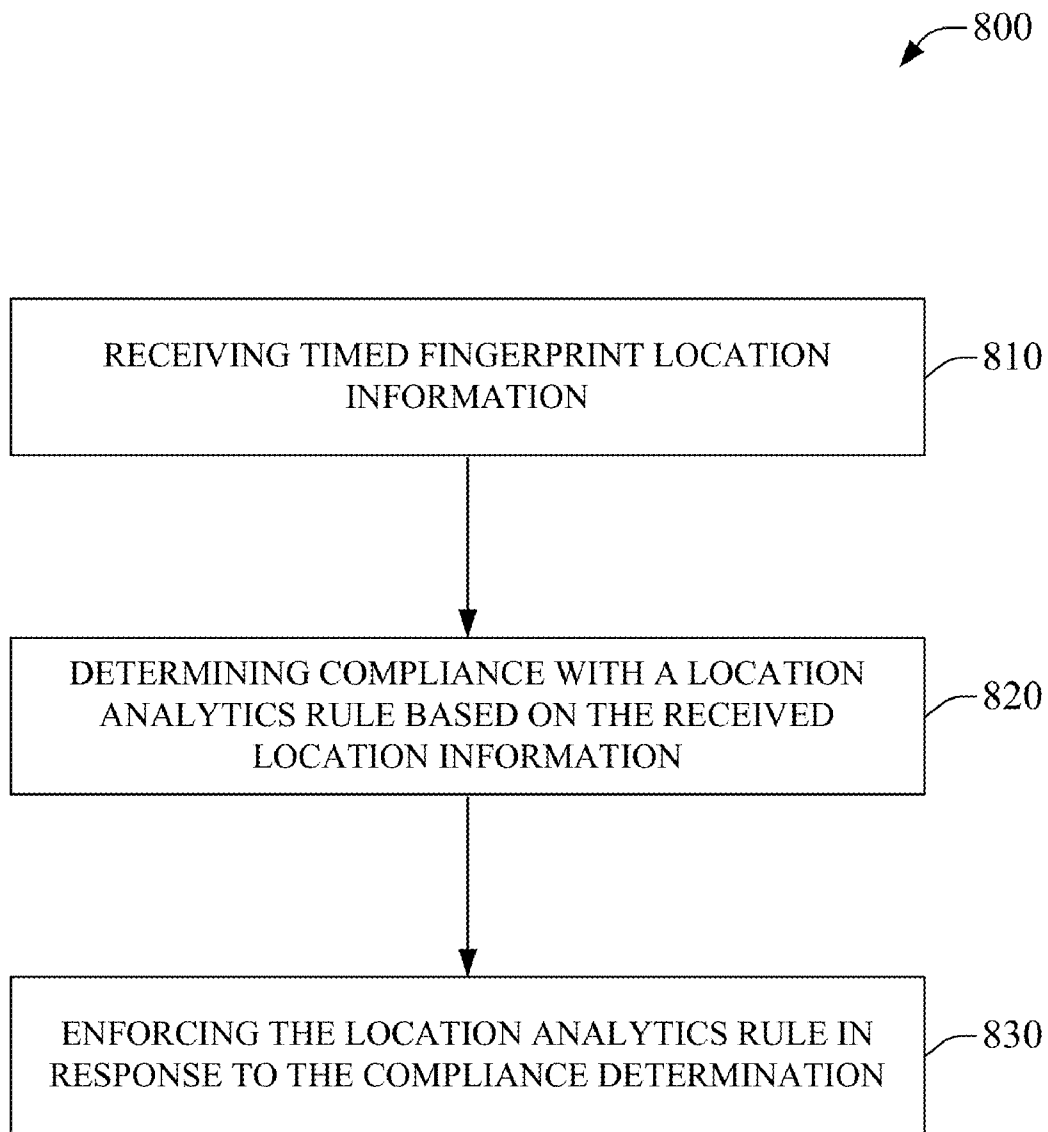 800
RECEIVING TIMED FINGERPRINT LOCATION
INFORMATION
810
DETERMINING COMPLIANCE WITH A LOCATION
ANALYTICS RULE BASED ON THE RECEIVED
LOCATION INFORMATION
820
ENFORCING THE LOCATION ANALYTICS RULE IN
RESPONSE TO THE COMPLIANCE DETERMINATION
830